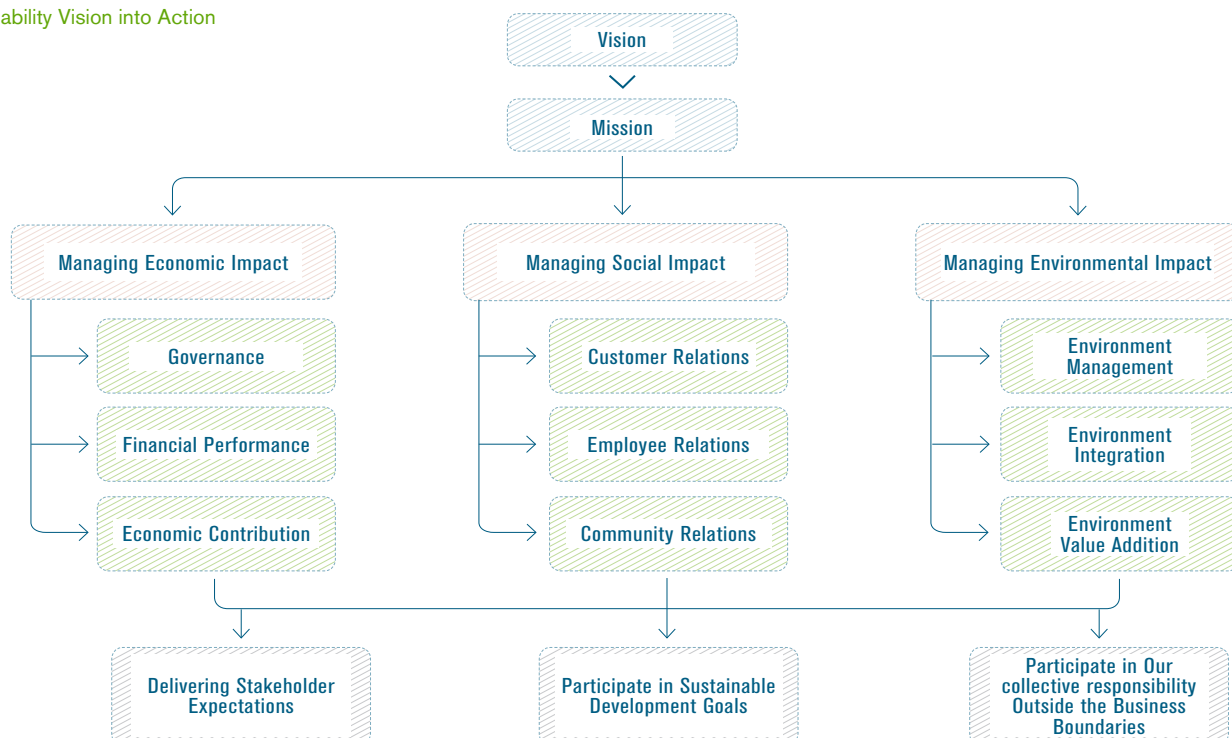 ability Vision into Action
Vision
Mission
Managing Economic Impact
Managing Social Impact
Managing Environmental Impact
Governance
Customer Relations
Environment
Management
Financial Performance
Employee Relations
Environment
Integration
Economic Contribution
Community Relations
Environment
Value Addition
Delivering Stakeholder
Expectations
Participate in Sustainable
Development Goals
Participate in Our
collective responsibility
Outside the Business
Boundaries